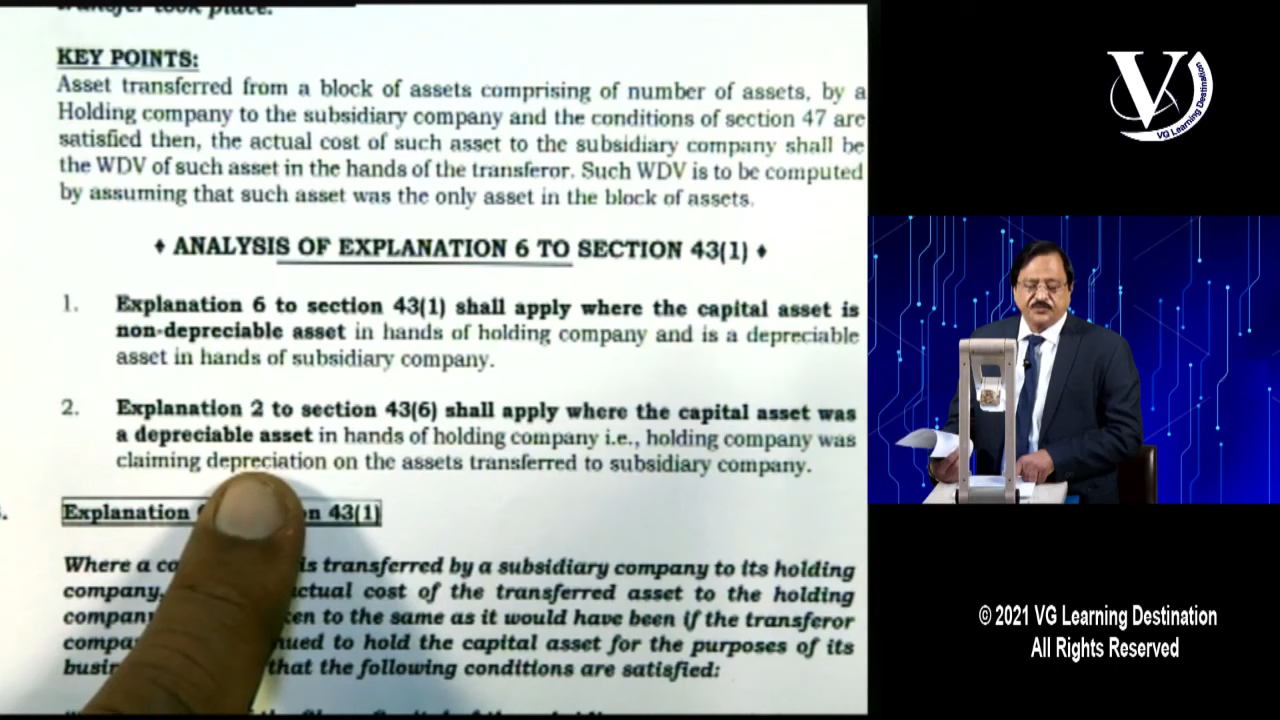 transfer took place.
KEY POINTS:
Asset transferred from a block of assets comprising of number of assets, by a
Holding company to the subsidiary company and the conditions of section 47 are
satisfied then, the actual cost of such asset to the subsidiary company shall be
the WDV of such asset in the hands of the transferor. Such WDV is to be computed
by assuming that such asset was the only asset in the block of assets.
♦ ANALYSIS OF EXPLANATION 6 TO SECTION 43(1) ♦
1. Explanation 6 to section 43(1) shall apply where the capital asset is
non-depreciable asset in hands of holding company and is a depreciable
asset in hands of subsidiary company.
2. Explanation 2 to section 43(6) shall apply where the capital asset was
a depreciable asset in hands of holding company i.e., holding company was
claiming depreciation on the assets transferred to subsidiary company.
Explanation 43(1)
Where a is transferred by a subsidiary company to its holding
company, cost of the transferred asset to the holding
to the same as it would have been if the transferor
to hold the capital asset for the purposes of its
that the following conditions are satisfied:
V
VG Learning Destination
© 2021 VG Learning Destination
All Rights Reserved